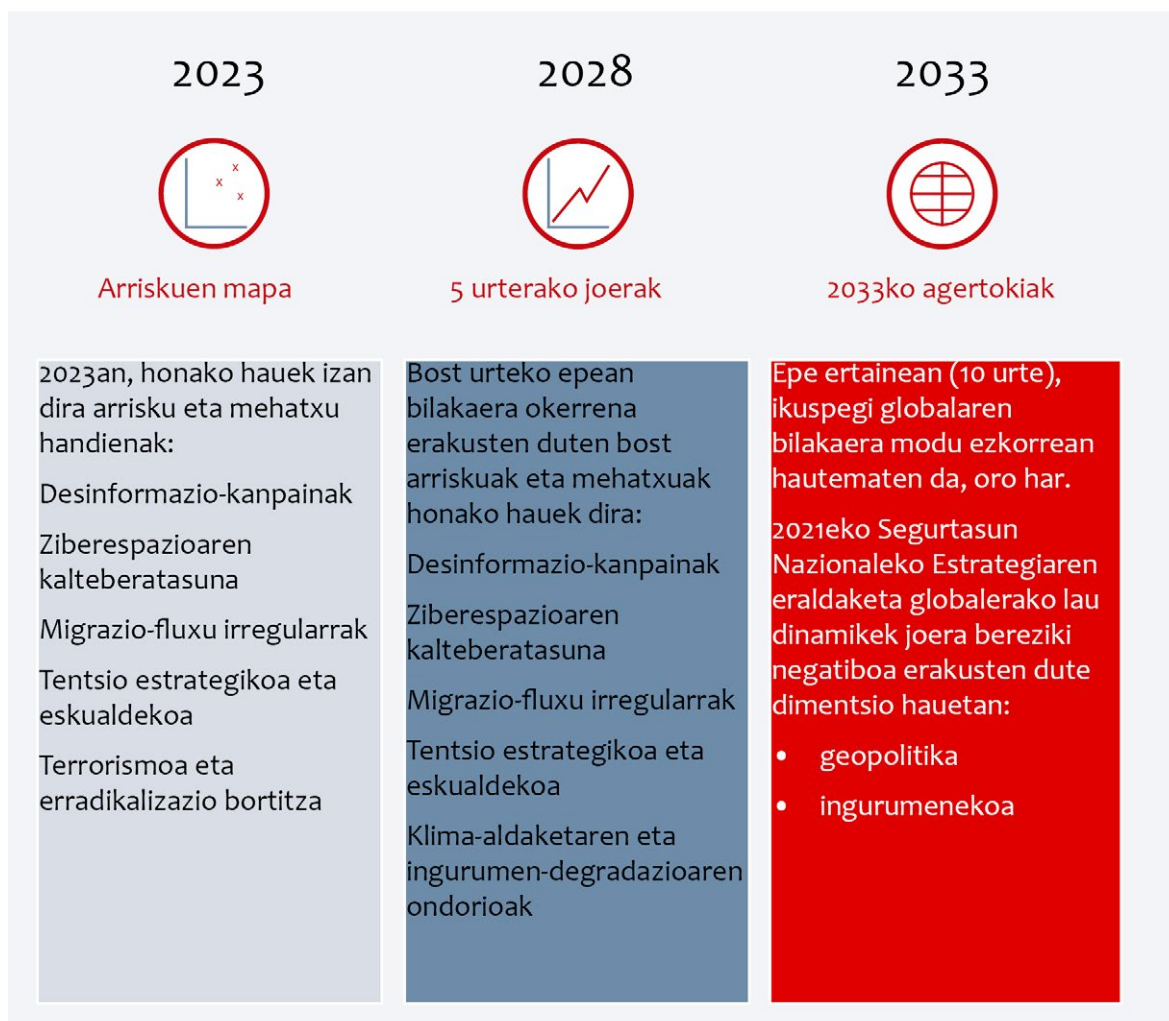 2023
Arriskuen mapa
2023an, honako hauek izan
dira arrisku eta mehatxu
handienak:
Desinformazio-kanpainak
Ziberespazioaren
kalteberatasuna
Migrazio-fluxu irregularrak
Tentsio estrategikoa eta
eskualdekoa
Terrorismoa eta
erradikalizazio bortitza
2028
5 urterako joerak
Bost urteko epean
bilakaera okerrena
erakusten duten bost
arriskuak eta mehatxuak
honako hauek dira:
Desinformazio-kanpainak
Ziberespazioaren
kalteberatasuna
Migrazio-fluxu irregularrak
Tentsio estrategikoa eta
eskualdekoa
Klima-aldaketaren eta
ingurumen-degradazioaren
ondorioak
2033
2033ko agertokiak
Epe ertainean (10 urte),
ikuspegi globalaren
bilakaera modu ezkorrean
hautematen da, oro har.
2021eko Segurtasun
Nazionaleko Estrategiaren
eraldaketa globalerako lau
dinamikek joera bereziki
negatiboa erakusten dute
dimentsio hauetan:
• geopolitika
• ingurumenekoa